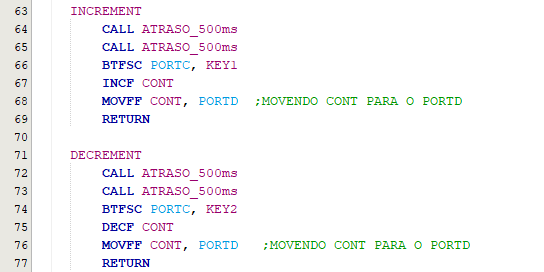 63 INCREMENT
64 CALL ATRASO_500ms
65 CALL ATRASO_500ms
66 BTFSC PORTC, KEY1
67 INCF CONT
68 MOVFF CONT, PORTD ;MOVENDO CONT PARA O PORTD
69 RETURN
70
71 DECREMENT
72 CALL ATRASO_500ms
73 CALL ATRASO_500ms
74 BTFSC PORTC, KEY2
75 DECF CONT
76 MOVFF CONT, PORTD ;MOVENDO CONT PARA O PORTD
77 RETURN